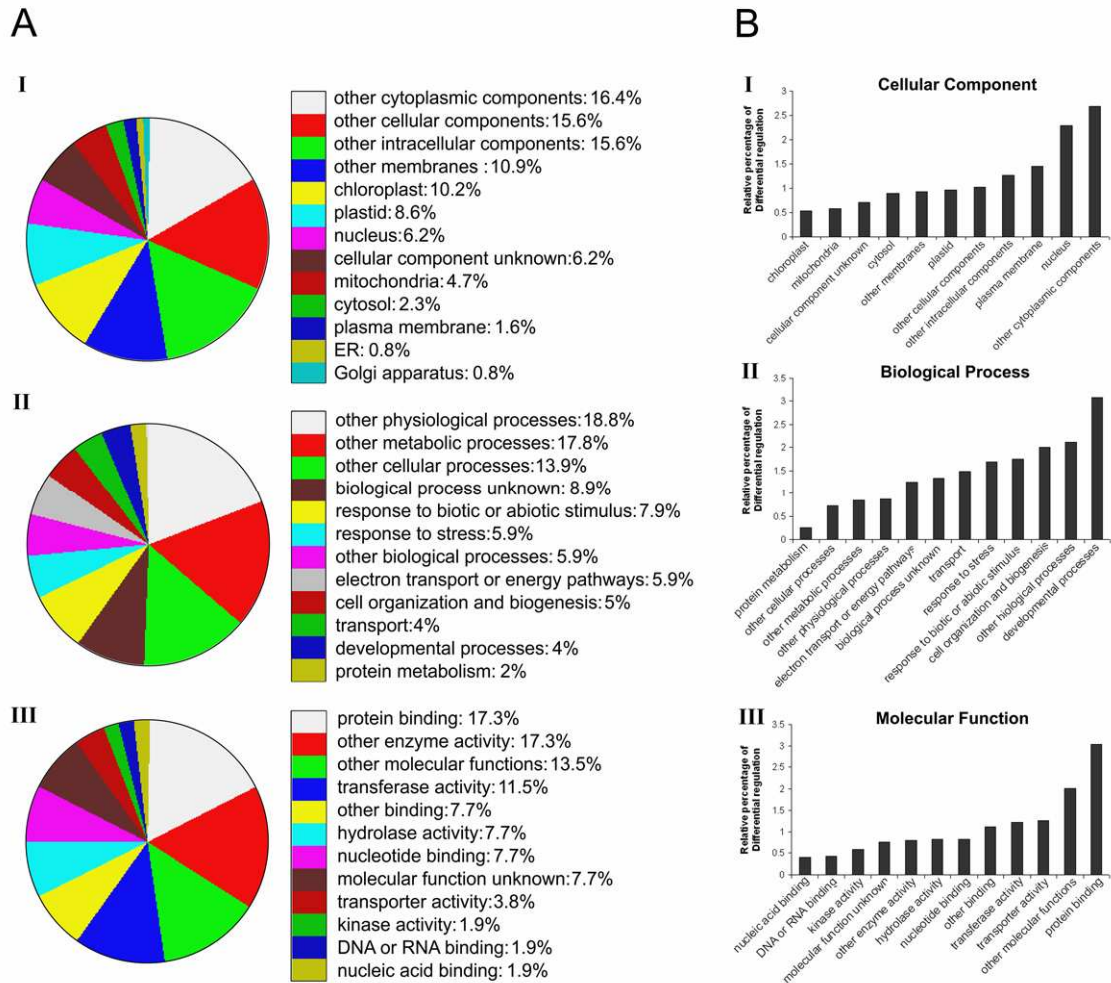 A
I
other cytoplasmic components: 16.4%
other cellular components: 15.6%
other intracellular components: 15.6%
other membranes : 10.9%
chloroplast: 10.2%
plastid: 8.6%
nucleus: 6.2%
cellular component unknown: 6.2%
mitochondria: 4.7%
cytosol: 2.3%
plasma membrane: 1.6%
ER: 0.8%
Golgi apparatus: 0.8%
II
other physiological processes: 18.8%
other metabolic processes: 17.8%
other cellular processes: 13.9%
biological process unknown: 8.9%
response to biotic or abiotic stimulus: 7.9%
response to stress: 5.9%
other biological processes: 5.9%
electron transport or energy pathways: 5.9%
cell organization and biogenesis: 5%
transport: 4%
developmental processes: 4%
protein metabolism: 2%
III
protein binding: 17.3%
other enzyme activity: 17.3%
other molecular functions: 13.5%
transferase activity: 11.5%
other binding: 7.7%
hydrolase activity: 7.7%
nucleotide binding: 7.7%
molecular function unknown: 7.7%
transporter activity: 3.8%
kinase activity: 1.9%
DNA or RNA binding: 1.9%
nucleic acid binding: 1.9%
B
I
Cellular Component
Relative percentage of
Differential regulation
3
2.5
2
1.5
1
0.5
0
chloroplast
mitochondria
cellular component unknown
cytosol
other membranes
plastid
other cellular components
other intracellular components
plasma membrane
nucleus
other cytoplasmic components
II
Biological Process
Relative percentage of
Differential regulation
3.5
3
2.5
2
1.5
1
0.5
0
protein metabolism
other cellular processes
other metabolic processes
other physiological processes
electron transport or energy pathways
biological process unknown
transport
response to stress
response to biotic or abiotic stimulus
cell organization and biogenesis
other biological processes
developmental processes
III
Molecular Function
Relative percentage of
Differential regulation
3.5
3
2.5
2
1.5
1
0.5
0
nucleic acid binding
DNA or RNA binding
kinase activity
molecular function unknown
other enzyme activity
hydrolase activity
nucleotide binding
other binding
transferase activity
transporter activity
other molecular functions
protein binding